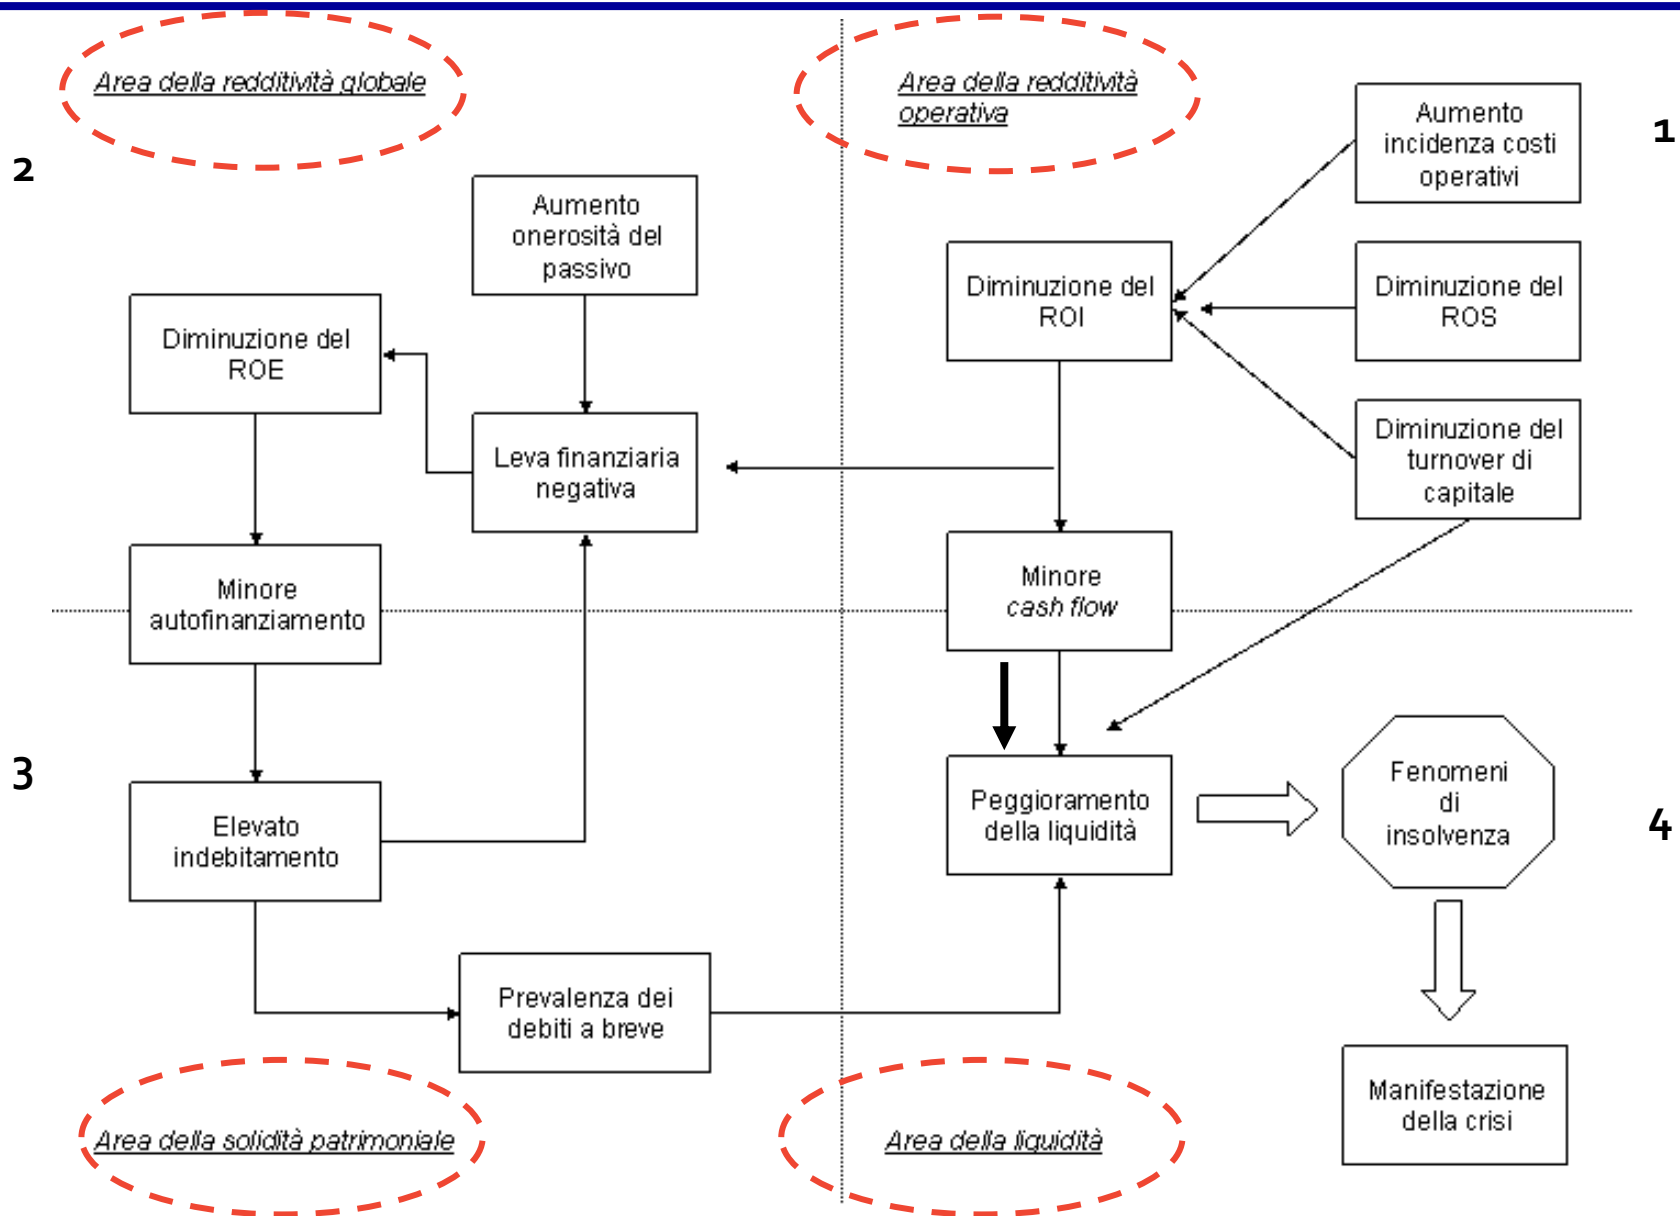 Area della redditività globale
Area della redditività
operativa
Aumento
incidenza costi
operativi
1
2
Aumento
onerosità del
passivo
Diminuzione del
ROI
Diminuzione del
ROS
Diminuzione del
ROE
Leva finanziaria
negativa
Diminuzione del
turnover di
capitale
Minore
autofinanziamento
Minore
cash flow
3
Elevato
indebitamento
Peggioramento
della liquidità
Fenomeni
di
insolvenza
4
Prevalenza dei
debiti a breve
Manifestazione
della crisi
Area della solidità patrimoniale
Area della liquidità